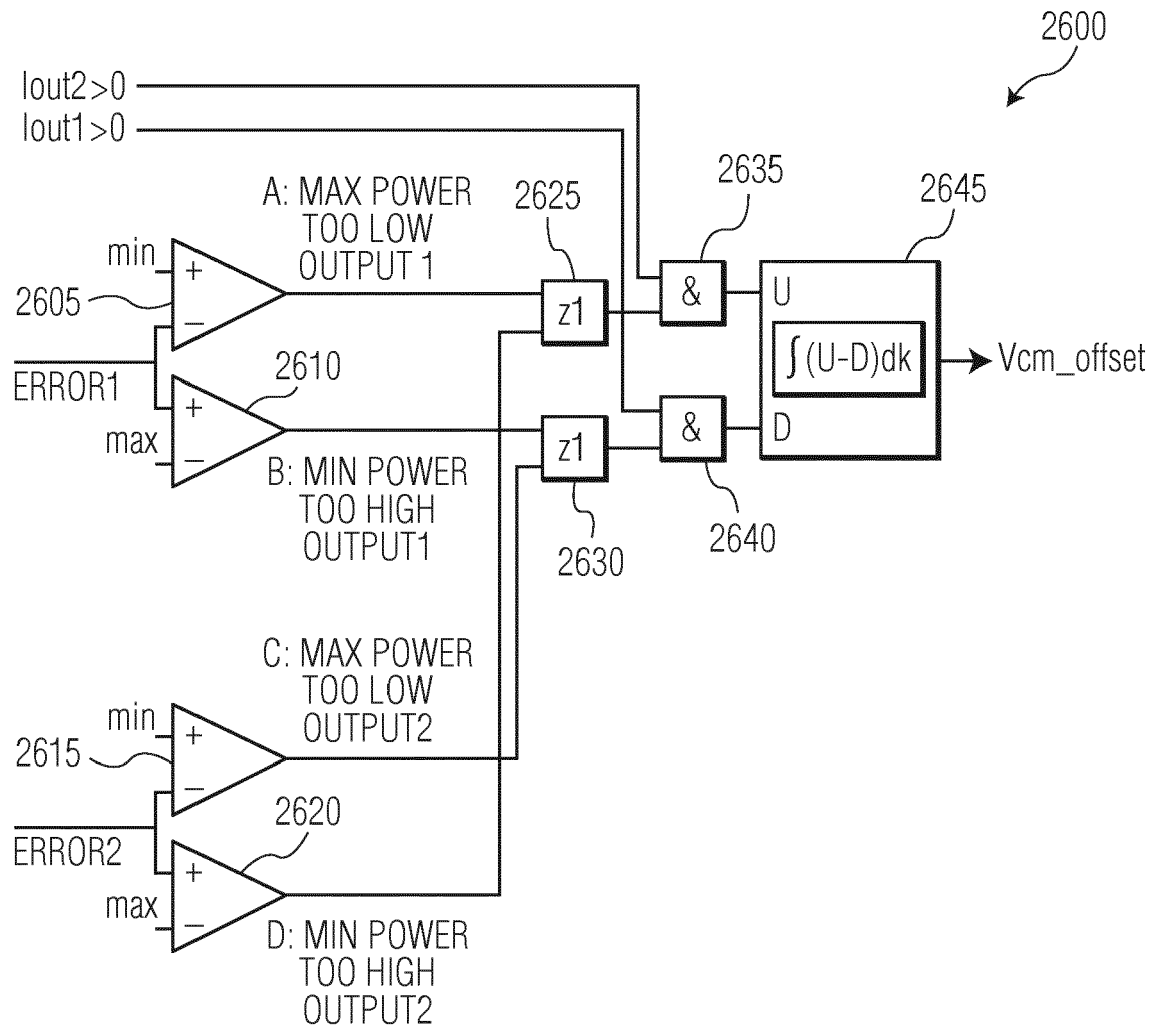 2600
Iout2>0
Iout1>0
A: MAX POWER
TOO LOW
OUTPUT 1
2625
2635
2645
min
+
2605
−
z1
&
U
∫(U-D)dk
Vcm_offset
ERROR1
2610
+
max
−
z1
&
D
B: MIN POWER
TOO HIGH
OUTPUT1
2630
2640
C: MAX POWER
TOO LOW
OUTPUT2
min
+
2615
−
2620
ERROR2
+
max
−
D: MIN POWER
TOO HIGH
OUTPUT2